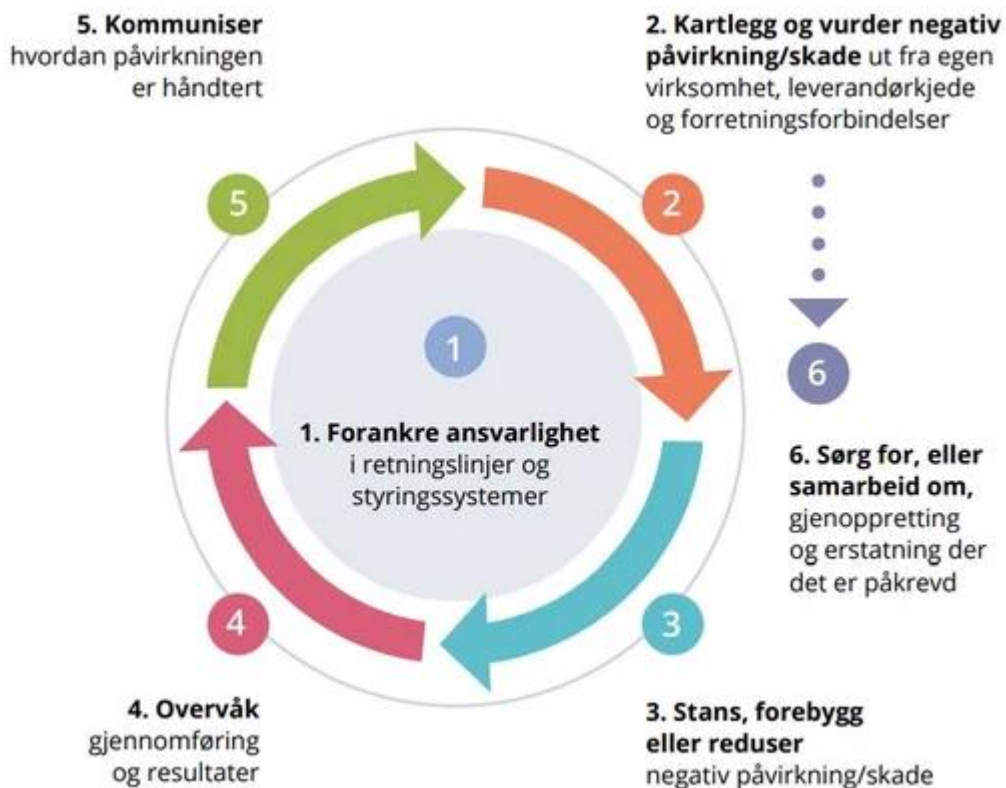 5. Kommuniser
hvordan påvirkningen
er håndtert
2. Kartlegg og vurder negativ
påvirkning/skade ut fra egen
virksomhet, leverandørkjede
og forretningsforbindelser
5
2
1
6
1. Forankre ansvarlighet
i retningslinjer og
styringssystemer
6. Sørg for, eller
samarbeid om,
gjenoppretting
og erstatning der
det er påkrevd
4
3
4. Overvåk
gjennomføring
og resultater
3. Stans, forebygg
eller reduser
negativ påvirkning/skade